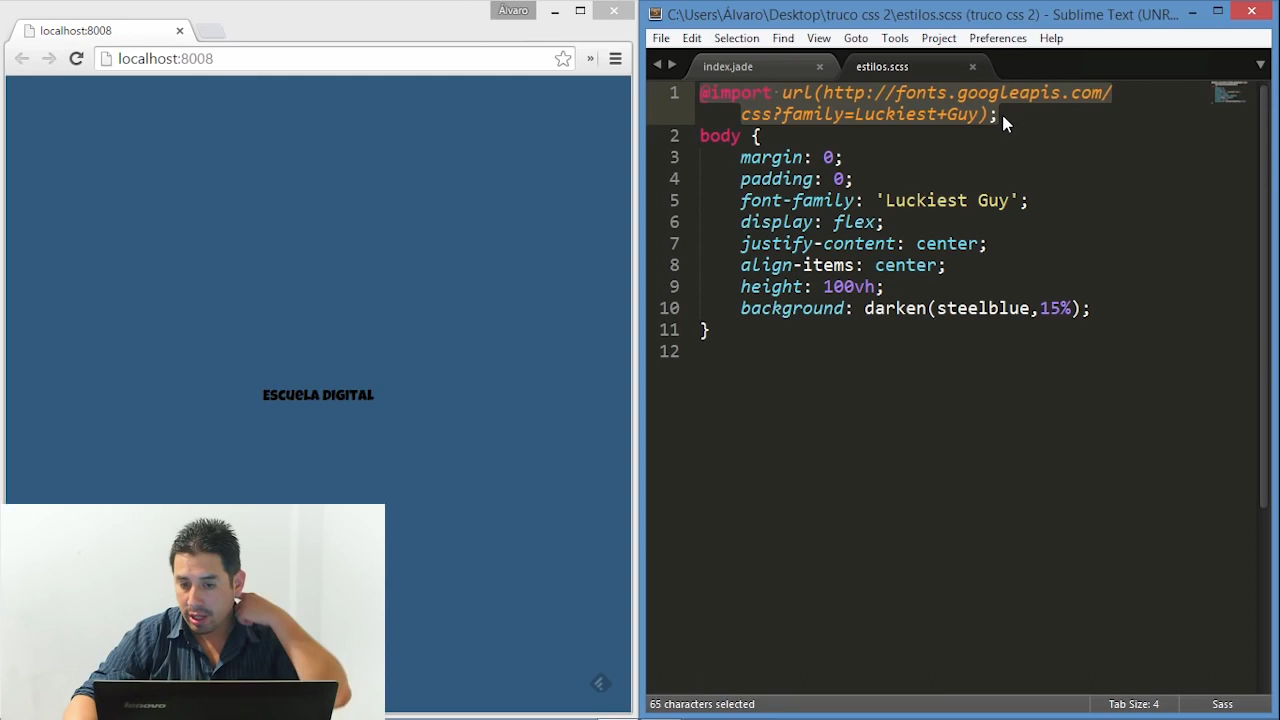 Álvaro
localhost:8008
localhost:8008
»
Escuela Digital
lenovo
C:\Users\Álvaro\Desktop\truco css 2\estilos.scss (truco css 2) - Sublime Text (UNR...
File Edit Selection Find View Goto Tools Project Preferences Help
index.jade
estilos.scss
1 @import url(http://fonts.googleapis.com/
css?family=Luckiest+Guy);
2 body {
3 margin: 0;
4 padding: 0;
5 font-family: 'Luckiest Guy';
6 display: flex;
7 justify-content: center;
8 align-items: center;
9 height: 100vh;
10 background: darken(steelblue,15%);
11 }
12
65 characters selected
Tab Size: 4
Sass